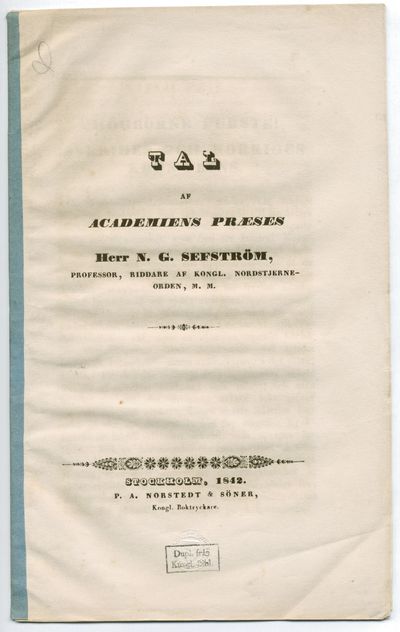 TAL
AF
ACADEMIENS PRÆSES
Herr N. G. SEFSTRÖM,
PROFESSOR, RIDDARE AF KONGL. NORDSTJERNE-
ORDEN, M. M.
STOCKHOLM, 1842.
P. A. NORSTEDT & SÖNER,
Kongl. Boktryckare.
Dupl. från
Kungl. Bibl.